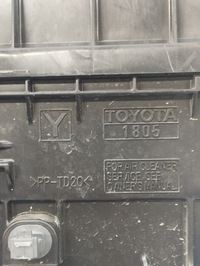 Y
TOYOTA
1805
>PP-TD20<
FOR AIR CLEANER
SERVICE SEE
OWNER'S MANUAL